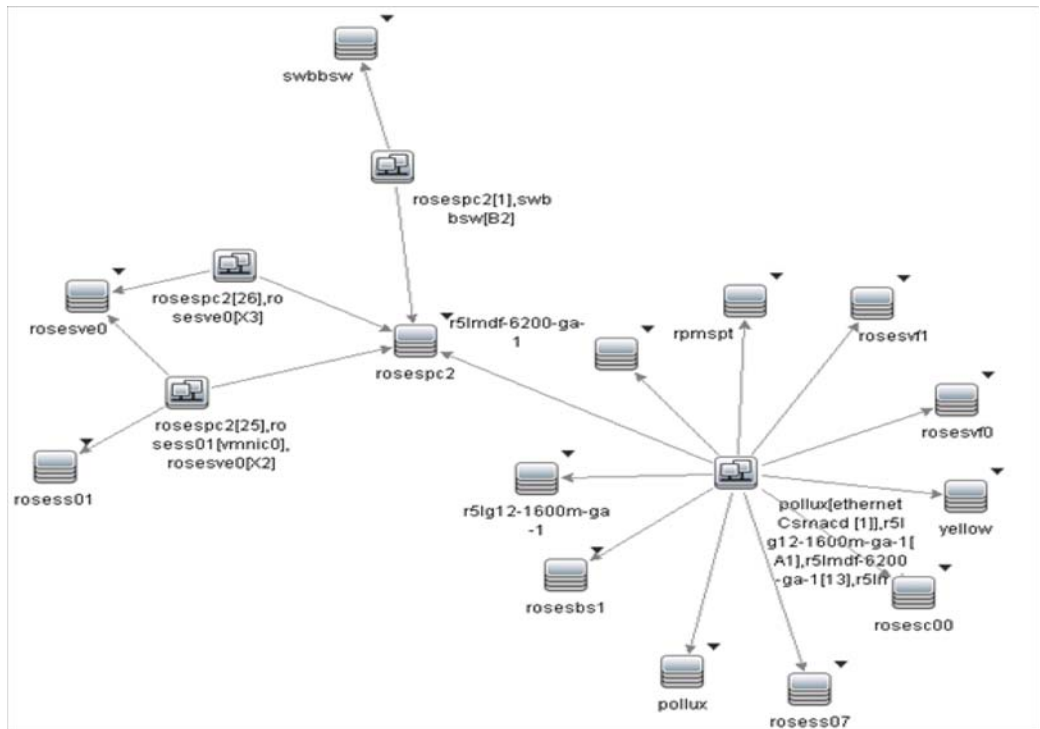 swbbsw
rosespc2[1],swb
bsw[B2]
rosespc2[26],ro
sesve0[X3]
rosesve0
r5lmdf-6200-ga-
1
rosespc2
rpmspt
rosesvf1
rosesvf0
rosespc2[25],ro
sess01[vmnic0],
rosesve0[X2]
rosess01
r5lg12-1600m-ga
-1
pollux[ethernet
Csmacd [1]],r5l
g12-1600m-ga-1[
A1],r5lmdf-6200
-ga-1[13],r5lm
yellow
rosesbs1
rosesc00
pollux
rosess07